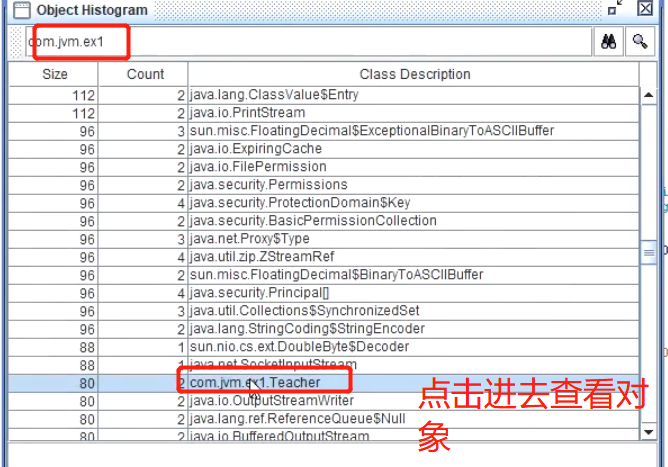 Object Histogram
com.jvm.ex1
Size Count Class Description
112 2 java.lang.ClassValue$Entry
112 2 java.io.PrintStream
96 3 sun.misc.FloatingDecimal$ExceptionalBinaryToASCIIBuffer
96 2 java.io.ExpiringCache
96 2 java.io.FilePermission
96 2 java.security.Permissions
96 4 java.security.ProtectionDomain$Key
96 2 java.security.BasicPermissionCollection
96 3 java.net.Proxy$Type
96 4 java.util.zip.ZStreamRef
96 2 sun.misc.FloatingDecimal$BinaryToASCIIBuffer
96 4 java.security.Principal[]
96 3 java.util.Collections$SynchronizedSet
96 2 java.lang.StringCoding$StringEncoder
88 1 sun.nio.cs.ext.DoubleByte$Decoder
88 1 java.net.SocketInputStream
80 2 com.jvm.ex1.Teacher
80 2 java.io.OutputStreamWriter
80 2 java.lang.ref.ReferenceQueue$Null
80 2 java.io.BufferedOutputStream
点击进去查看对
象